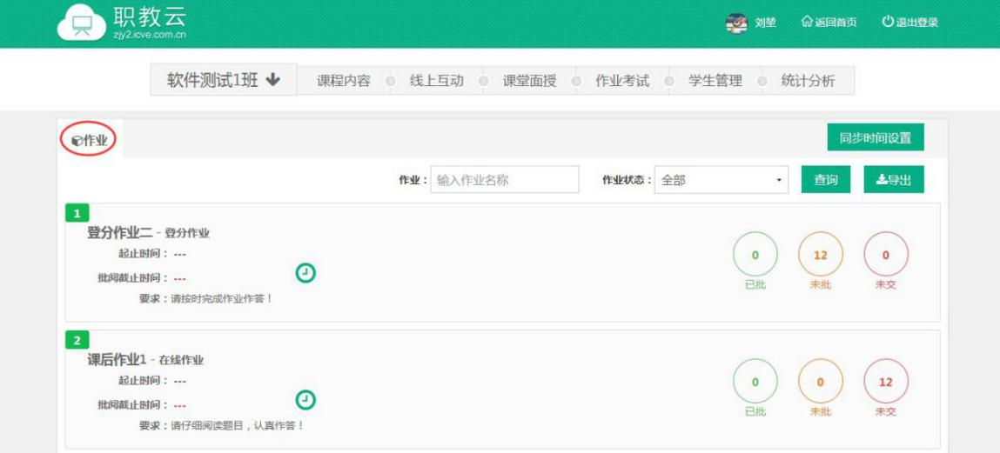 职教云
zjy2.icve.com.cn
刘堃 返回首页 退出登录
软件测试1班 课程内容 线上互动 课堂面授 作业考试 学生管理 统计分析
作业 同步时间设置
作业： 输入作业名称 作业状态： 全部 查询 导出
1
登分作业二 - 登分作业
起止时间： ---
批阅截止时间： ---
要求：请按时完成作业作答！
0 12 0
已批 未批 未交
2
课后作业1 - 在线作业
起止时间： ---
批阅截止时间： ---
要求：请仔细阅读题目，认真作答！
0 0 12
已批 未批 未交